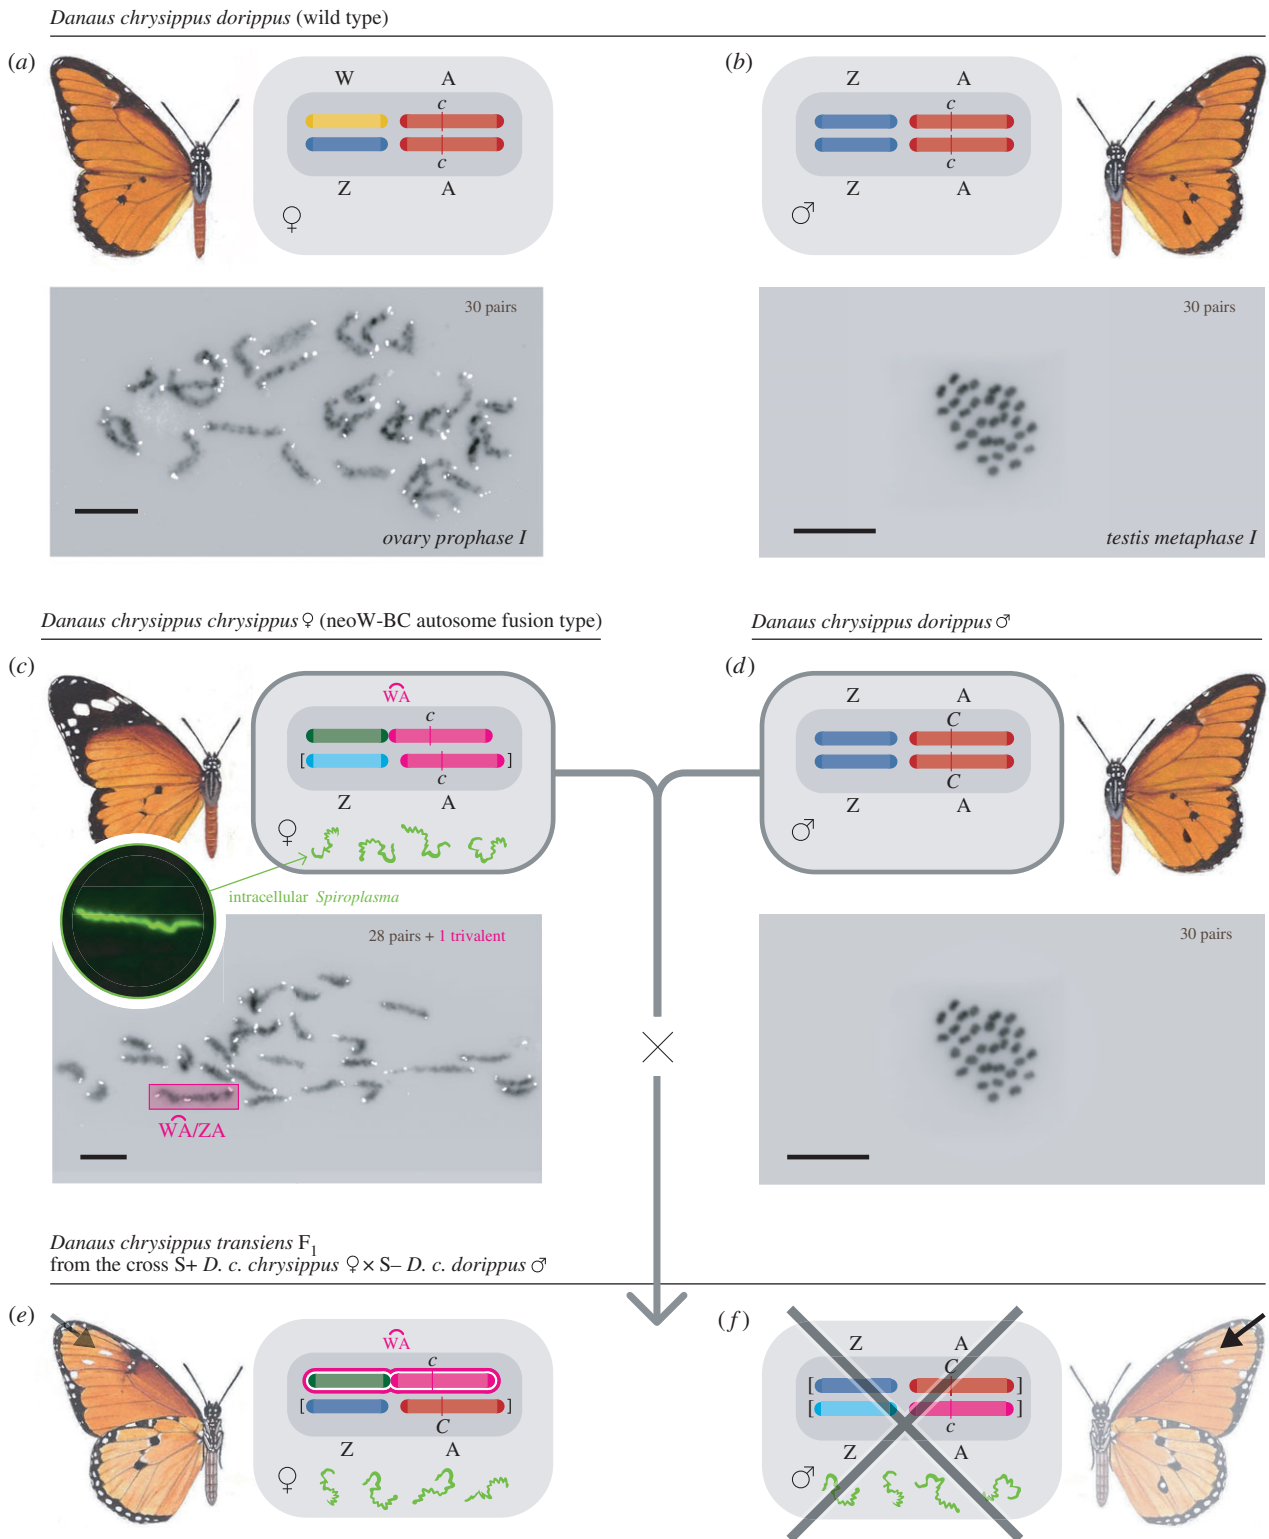 Danaus chrysippus dorippus (wild type)
(a)
W A
c
c
Z A
♀
(b)
Z A
c
c
Z A
♂
30 pairs
ovary prophase I
30 pairs
testis metaphase I
Danaus chrysippus chrysippus ♀ (neoW-BC autosome fusion type)
Danaus chrysippus dorippus ♂
(c)
WA
c
[ ]
c
Z A
♀
intracellular Spiroplasma
(d)
Z A
C
C
Z A
♂
28 pairs + 1 trivalent
WA/ZA
30 pairs
×
Danaus chrysippus transiens F1
from the cross S+ D. c. chrysippus ♀ × S– D. c. dorippus ♂
(e)
WA
c
[ ]
C
Z A
♀
(f)
Z A
C
[ ]
[ ]
c
Z A
♂